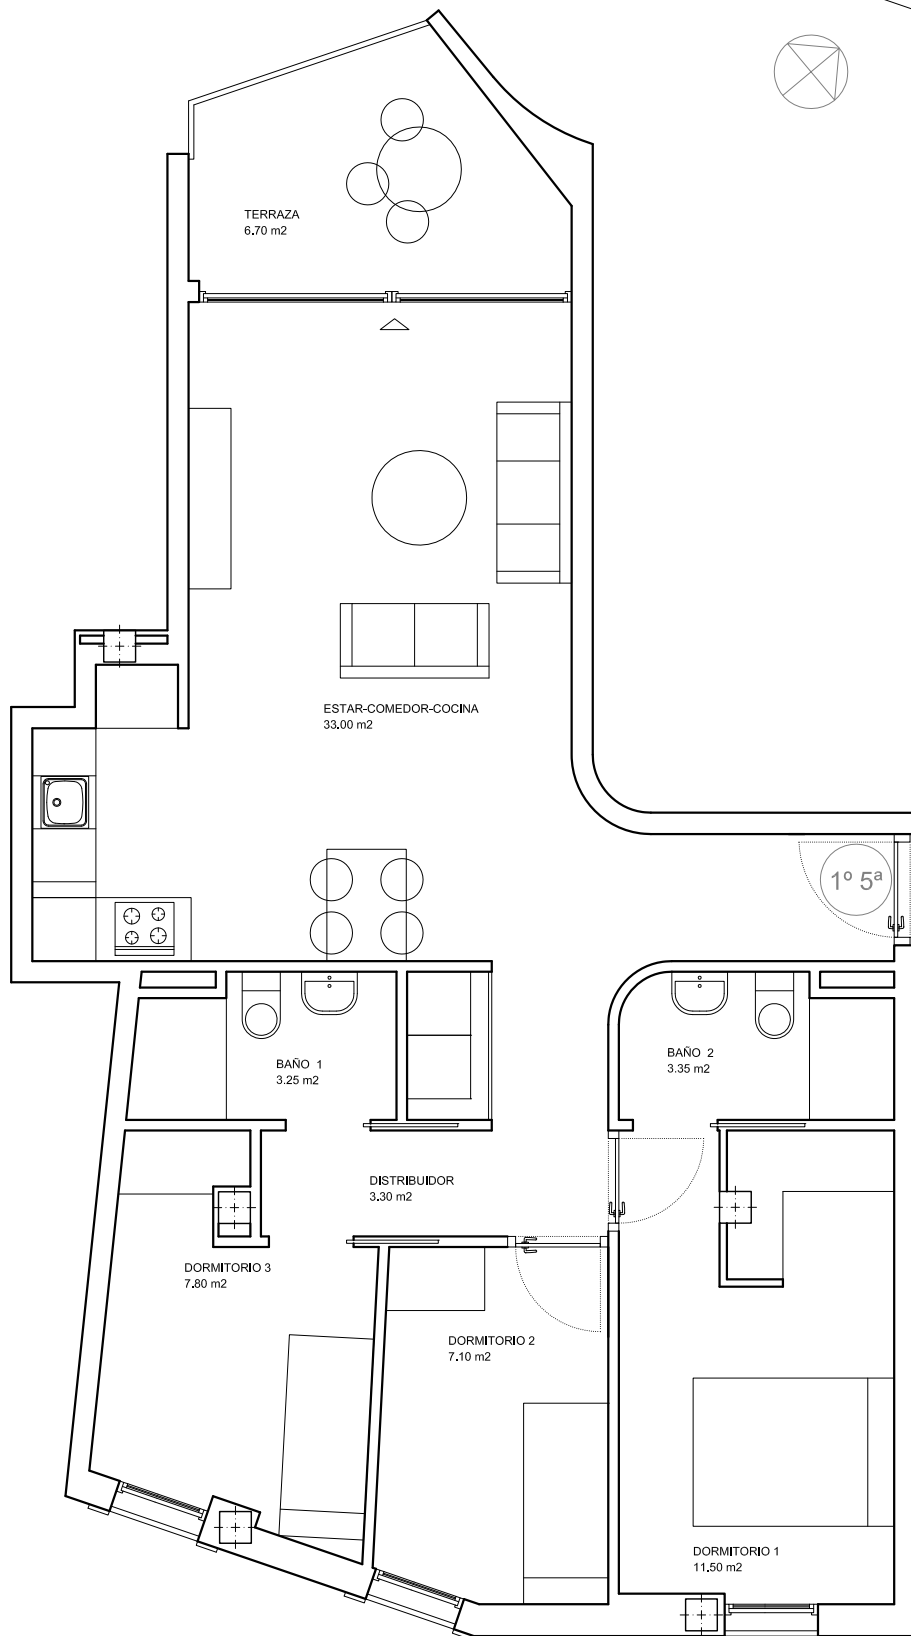 TERRAZA
6.70 m2
ESTAR-COMEDOR-COCINA
33.00 m2
1º 5ª
BAÑO 1
3.25 m2
BAÑO 2
3.35 m2
DISTRIBUIDOR
3.30 m2
DORMITORIO 3
7.80 m2
DORMITORIO 2
7.10 m2
DORMITORIO 1
11.50 m2